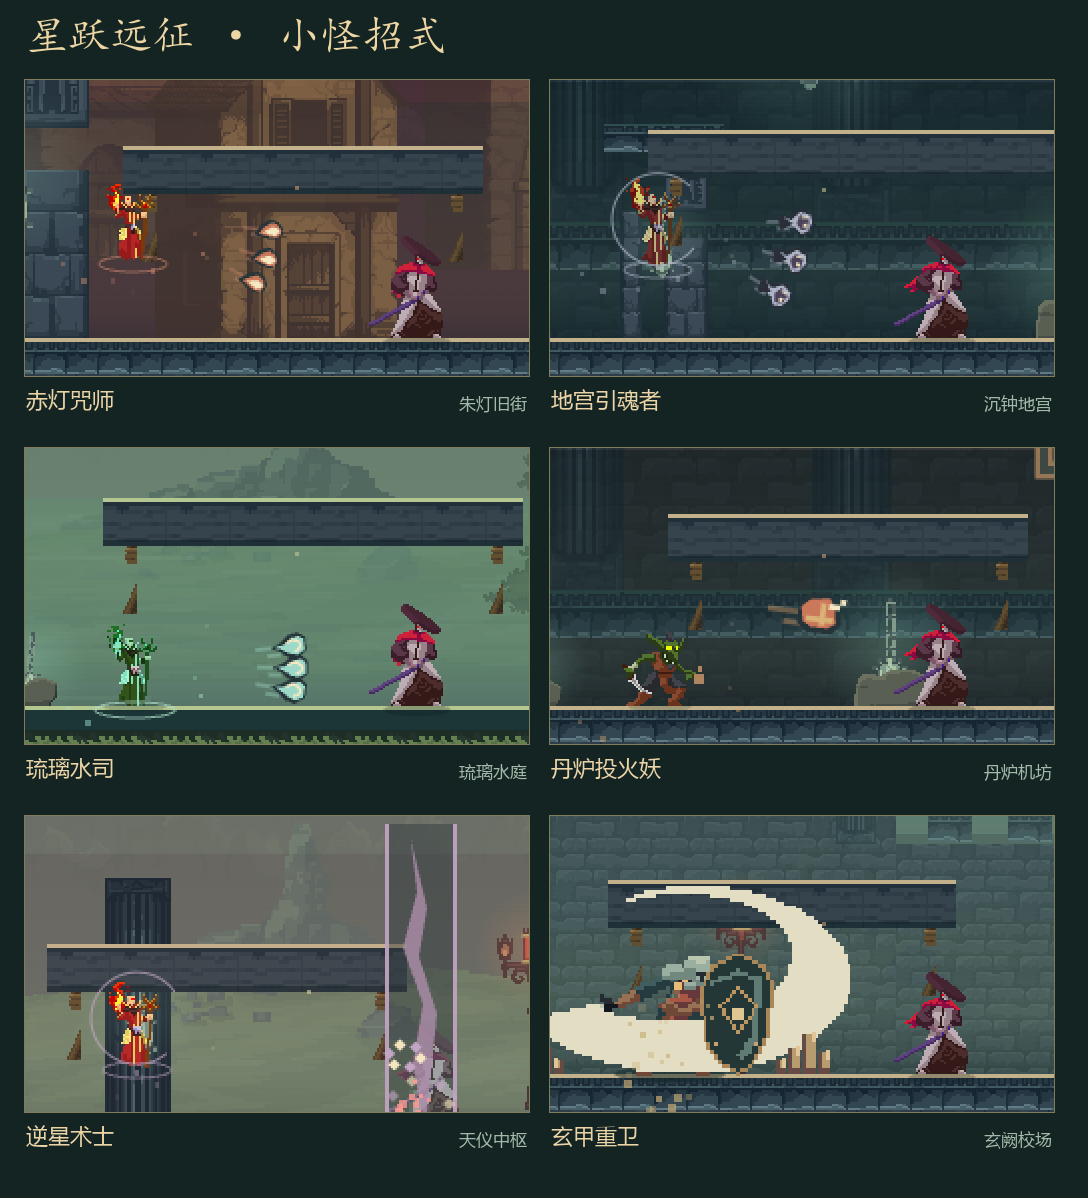 星跃远征 • 小怪招式
赤灯咒师 朱灯旧街
地宫引魂者 沉钟地宫
琉璃水司 琉璃水庭
丹炉投火妖 丹炉机坊
逆星术士 天仪中枢
玄甲重卫 玄阙校场